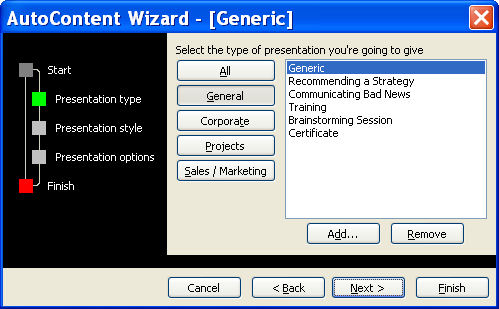 AutoContent Wizard - [Generic]
Select the type of presentation you're going to give
Start
Presentation type
Presentation style
Presentation options
Finish
All
General
Corporate
Projects
Sales / Marketing
Generic
Recommending a Strategy
Communicating Bad News
Training
Brainstorming Session
Certificate
Add...
Remove
Cancel
< Back
Next >
Finish